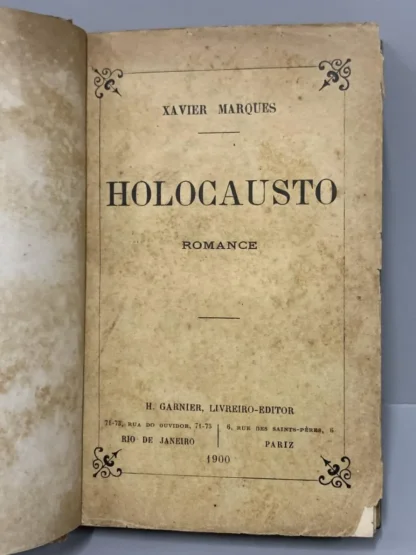 XAVIER MARQUES
HOLOCAUSTO
ROMANCE
H. GARNIER, LIVREIRO-EDITOR
71-73, RUA DO OUVIDOR, 71-73 | 6, RUE DES SAINTS-PÈRES, 6
RIO DE JANEIRO | PARIZ
1900